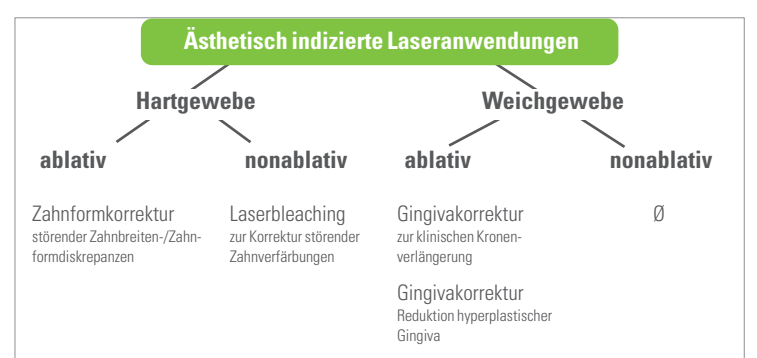 Ästhetisch indizierte Laseranwendungen
Hartgewebe
Weichgewebe
ablativ
nonablativ
ablativ
nonablativ
Zahnformkorrektur
störender Zahnbreiten-/Zahn-
formdiskrepanzen
Laserbleaching
zur Korrektur störender
Zahnverfärbungen
Gingivakorrektur
zur klinischen Kronen-
verlängerung
Gingivakorrektur
Reduktion hyperplastischer
Gingiva
Ø